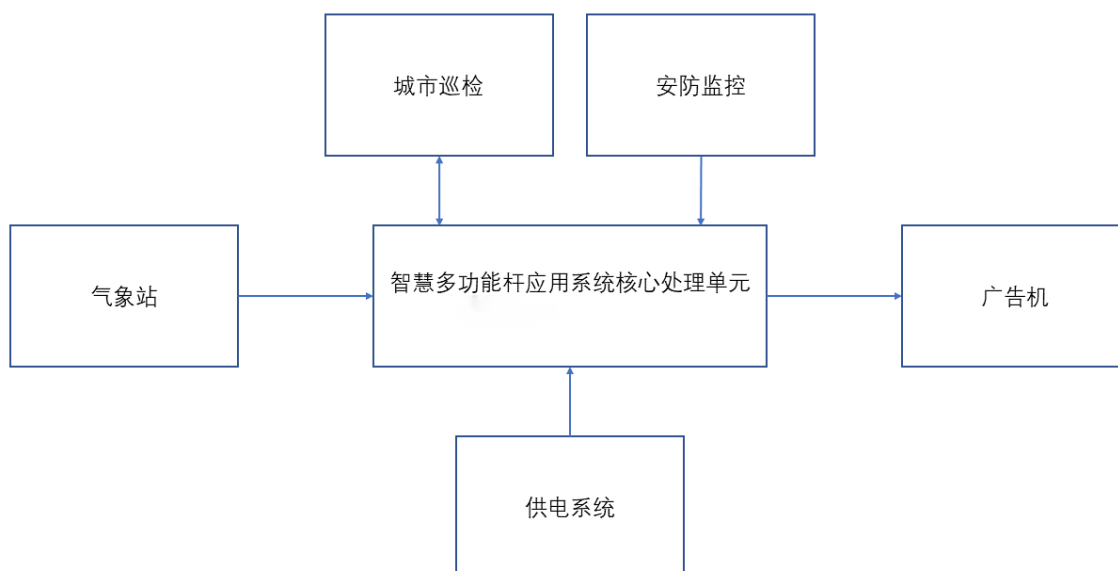 城市巡检
安防监控
气象站
智慧多功能杆应用系统核心处理单元
广告机
供电系统